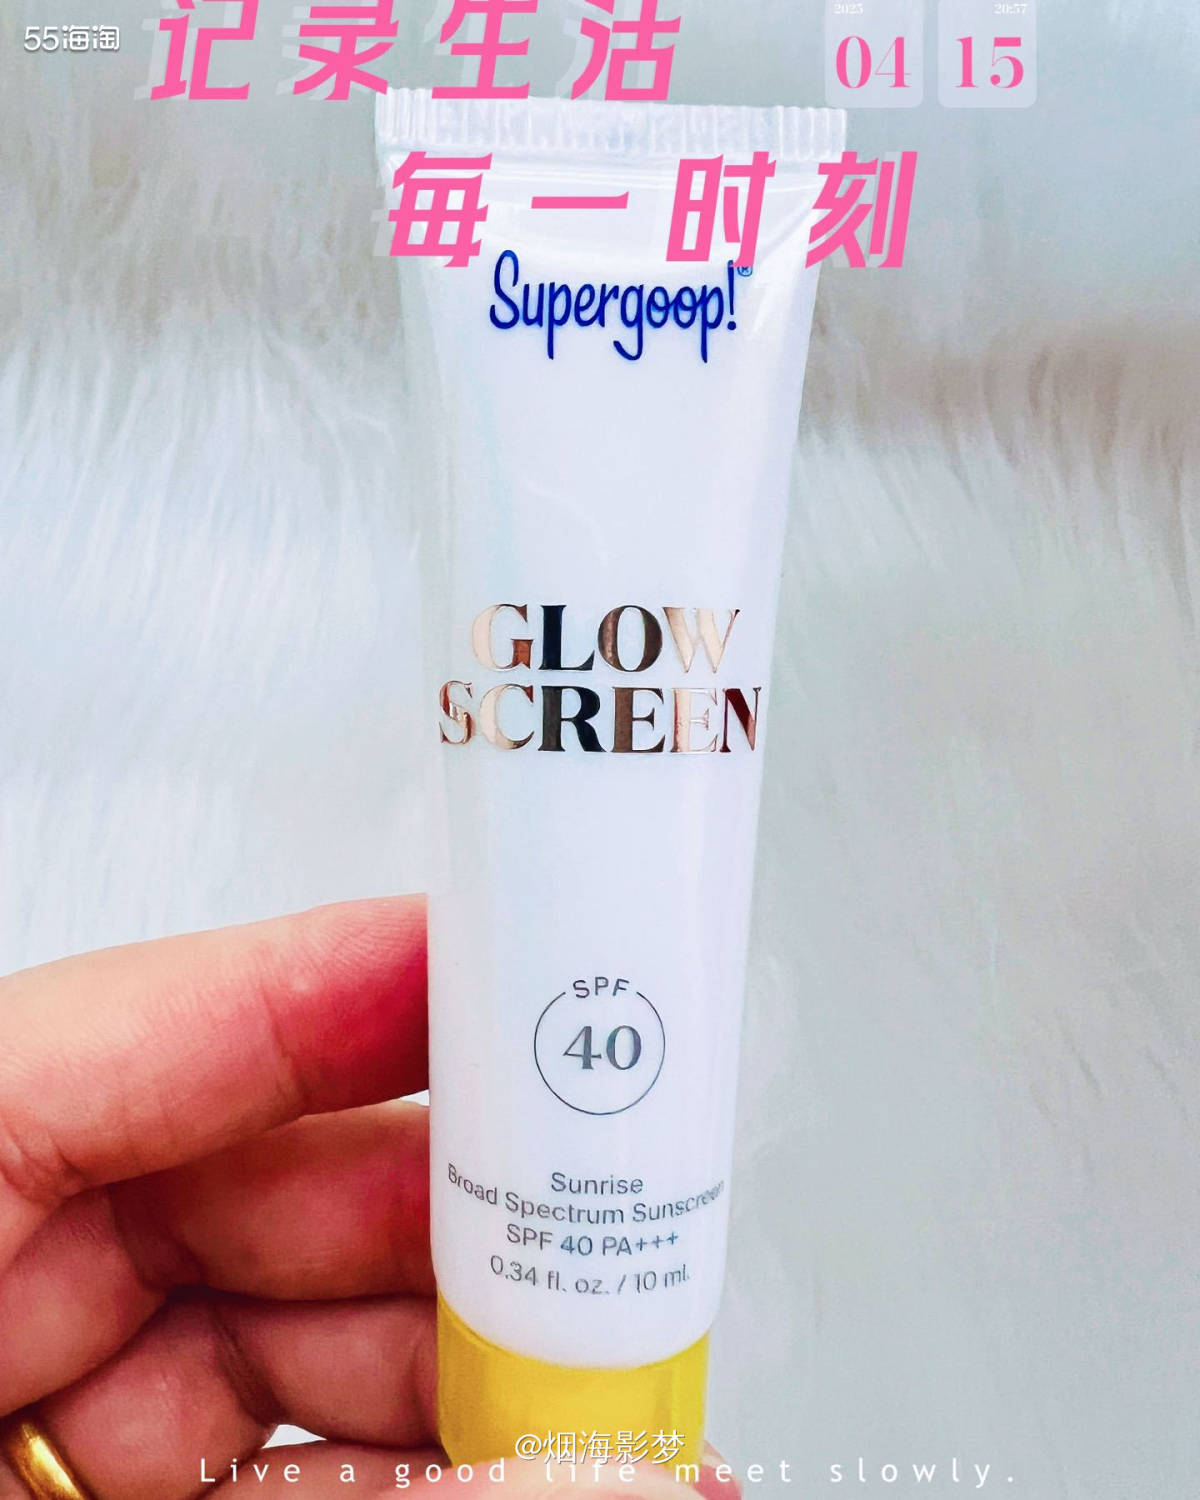 55海淘
2025 20:57
04 15
记录生活
每一时刻
Supergoop!®
GLOW
SCREEN
SPF
40
Sunrise
Broad Spectrum Sunscreen
SPF 40 PA+++
0.34 fl. oz. / 10 ml.
@烟海影梦
Live a good life meet slowly.